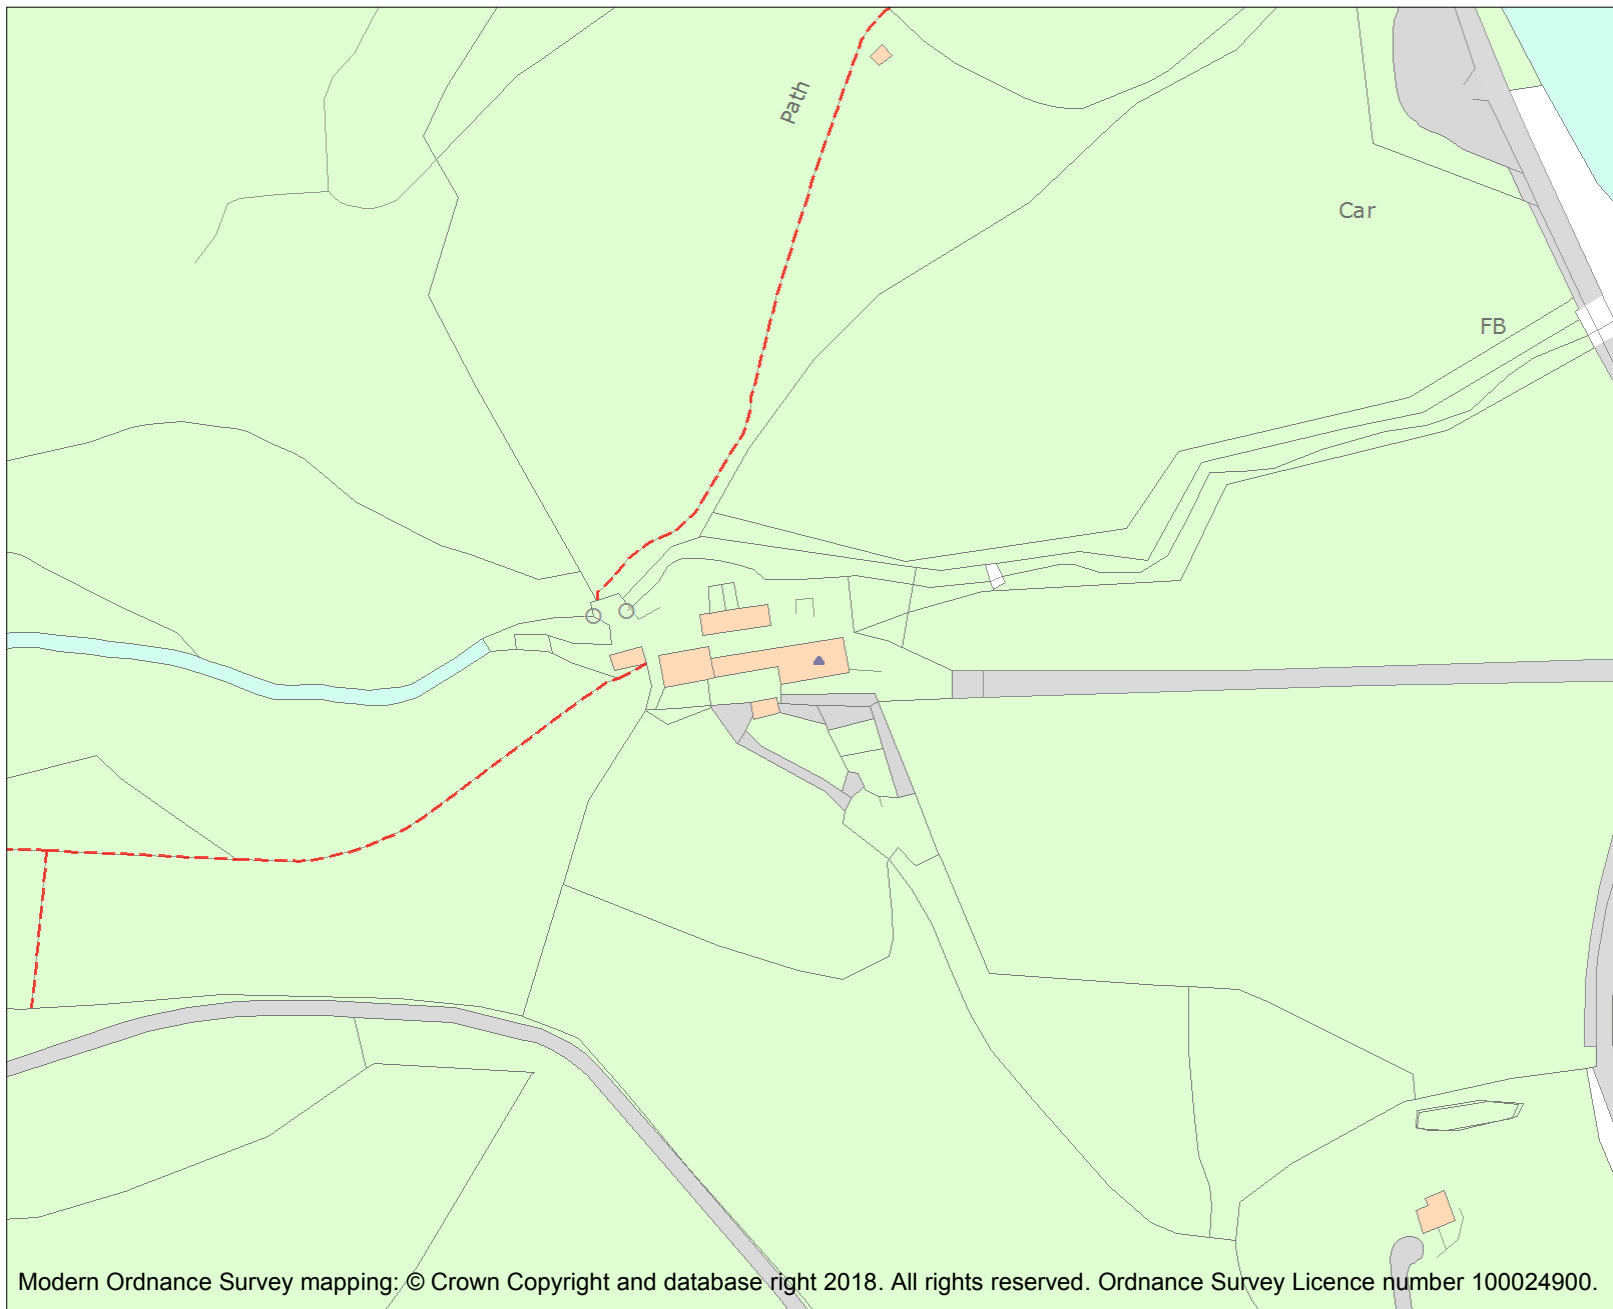 Path
Car
FB
Modern Ordnance Survey mapping: © Crown Copyright and database right 2018. All rights reserved. Ordnance Survey Licence number 100024900.